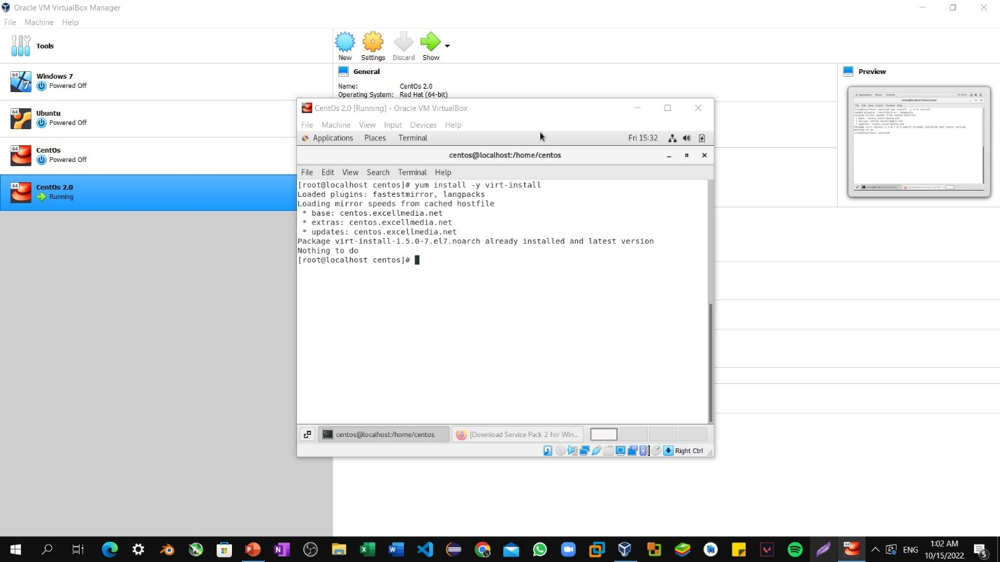 Oracle VM VirtualBox Manager
File Machine Help
Tools
New Settings Discard Show
64
Windows 7
Powered Off
64
Ubuntu
Powered Off
64
CentOs
Powered Off
64
CentOs 2.0
Running
General
Name: CentOs 2.0
Operating System: Red Hat (64-bit)
Preview
CentOs 2.0 [Running] - Oracle VM VirtualBox
File Machine View Input Devices Help
Applications Places Terminal Fri 15:32
centos@localhost:/home/centos
File Edit View Search Terminal Help
[root@localhost centos]# yum install -y virt-install
Loaded plugins: fastestmirror, langpacks
Loading mirror speeds from cached hostfile
* base: centos.excellmedia.net
* extras: centos.excellmedia.net
* updates: centos.excellmedia.net
Package virt-install-1.5.0-7.el7.noarch already installed and latest version
Nothing to do
[root@localhost centos]#
centos@localhost:/home/centos [Download Service Pack 2 for Win...
Right Ctrl
ENG 1:02 AM
10/15/2022
5